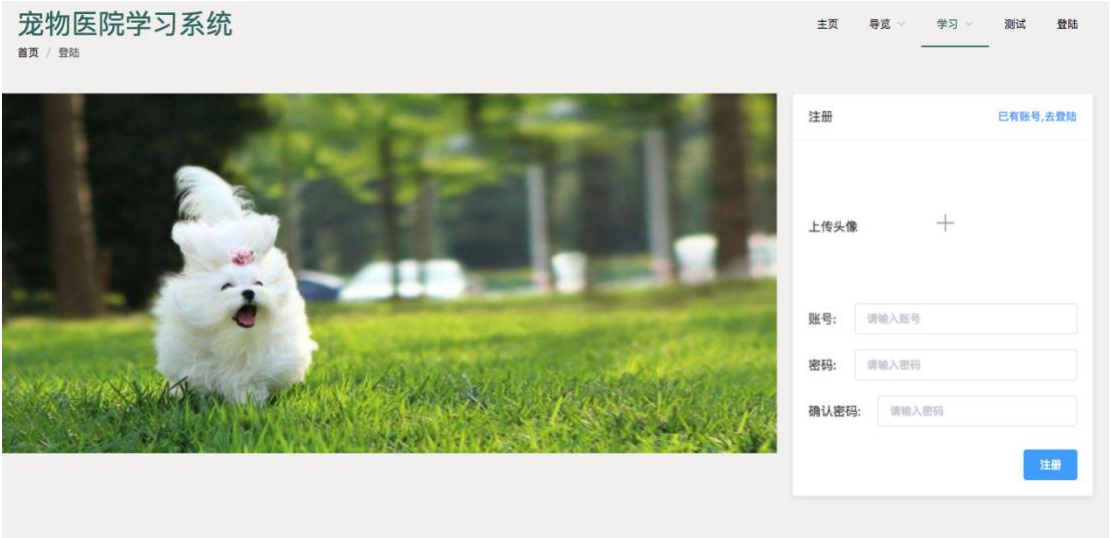 宠物医院学习系统
主页 导览 学习 测试 登陆
首页 / 登陆
注册 已有账号,去登陆
上传头像
账号: 请输入账号
密码: 请输入密码
确认密码: 请输入密码
注册